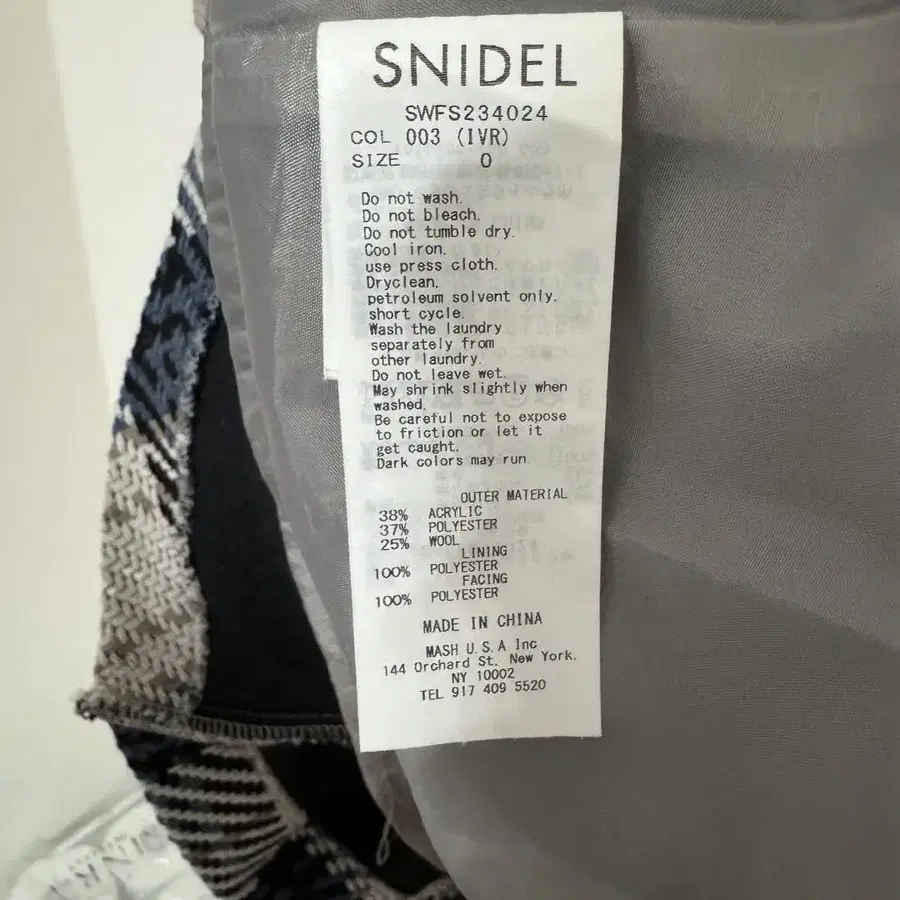 SNIDEL
SWFS234024
COL 003 (IVR)
SIZE 0
Do not wash.
Do not bleach.
Do not tumble dry.
Cool iron.
use press cloth.
Dryclean.
petroleum solvent only.
short cycle.
Wash the laundry
separately from
other laundry.
Do not leave wet.
May shrink slightly when
washed.
Be careful not to expose
to friction or let it
get caught.
Dark colors may run.
OUTER MATERIAL
38% ACRYLIC
37% POLYESTER
25% WOOL
LINING
100% POLYESTER
FACING
100% POLYESTER
MADE IN CHINA
MASH U.S.A Inc
144 Orchard St. New York.
NY 10002
TEL 917 409 5520